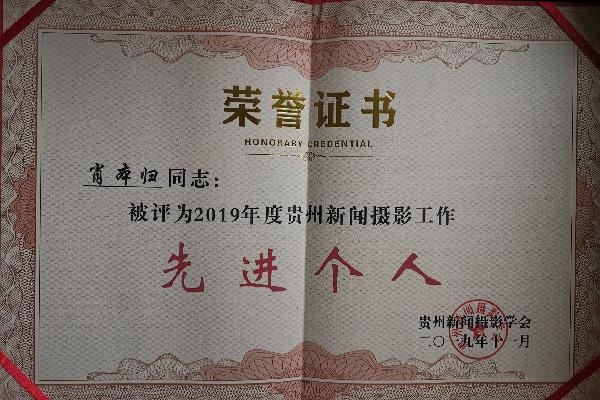 荣誉证书
HONORARY CREDENTIAL
肖本归同志：
被评为2019年度贵州新闻摄影工作
先进个人
贵州新闻摄影学会
二〇一九年十一月